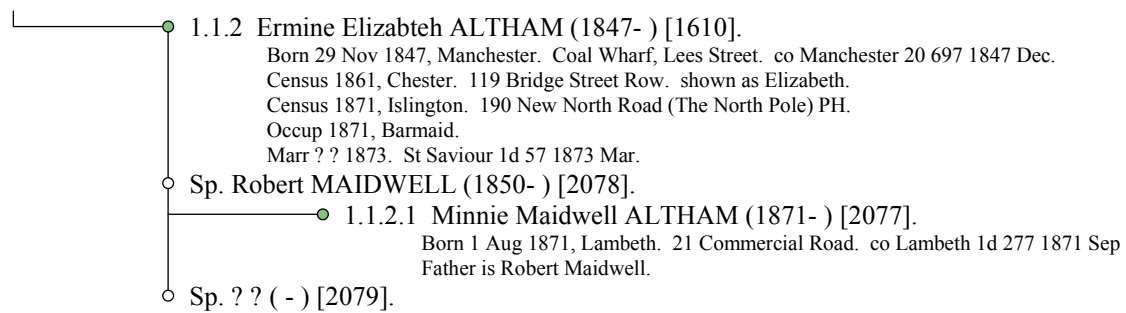 1.1.2 Ermine Elizabteh ALTHAM (1847- ) [1610].
Born 29 Nov 1847, Manchester. Coal Wharf, Lees Street. co Manchester 20 697 1847 Dec.
Census 1861, Chester. 119 Bridge Street Row. shown as Elizabeth.
Census 1871, Islington. 190 New North Road (The North Pole) PH.
Occup 1871, Barmaid.
Marr ? ? 1873. St Saviour 1d 57 1873 Mar.
Sp. Robert MAIDWELL (1850- ) [2078].
1.1.2.1 Minnie Maidwell ALTHAM (1871- ) [2077].
Born 1 Aug 1871, Lambeth. 21 Commercial Road. co Lambeth 1d 277 1871 Sep
Father is Robert Maidwell.
Sp. ? ? ( - ) [2079].